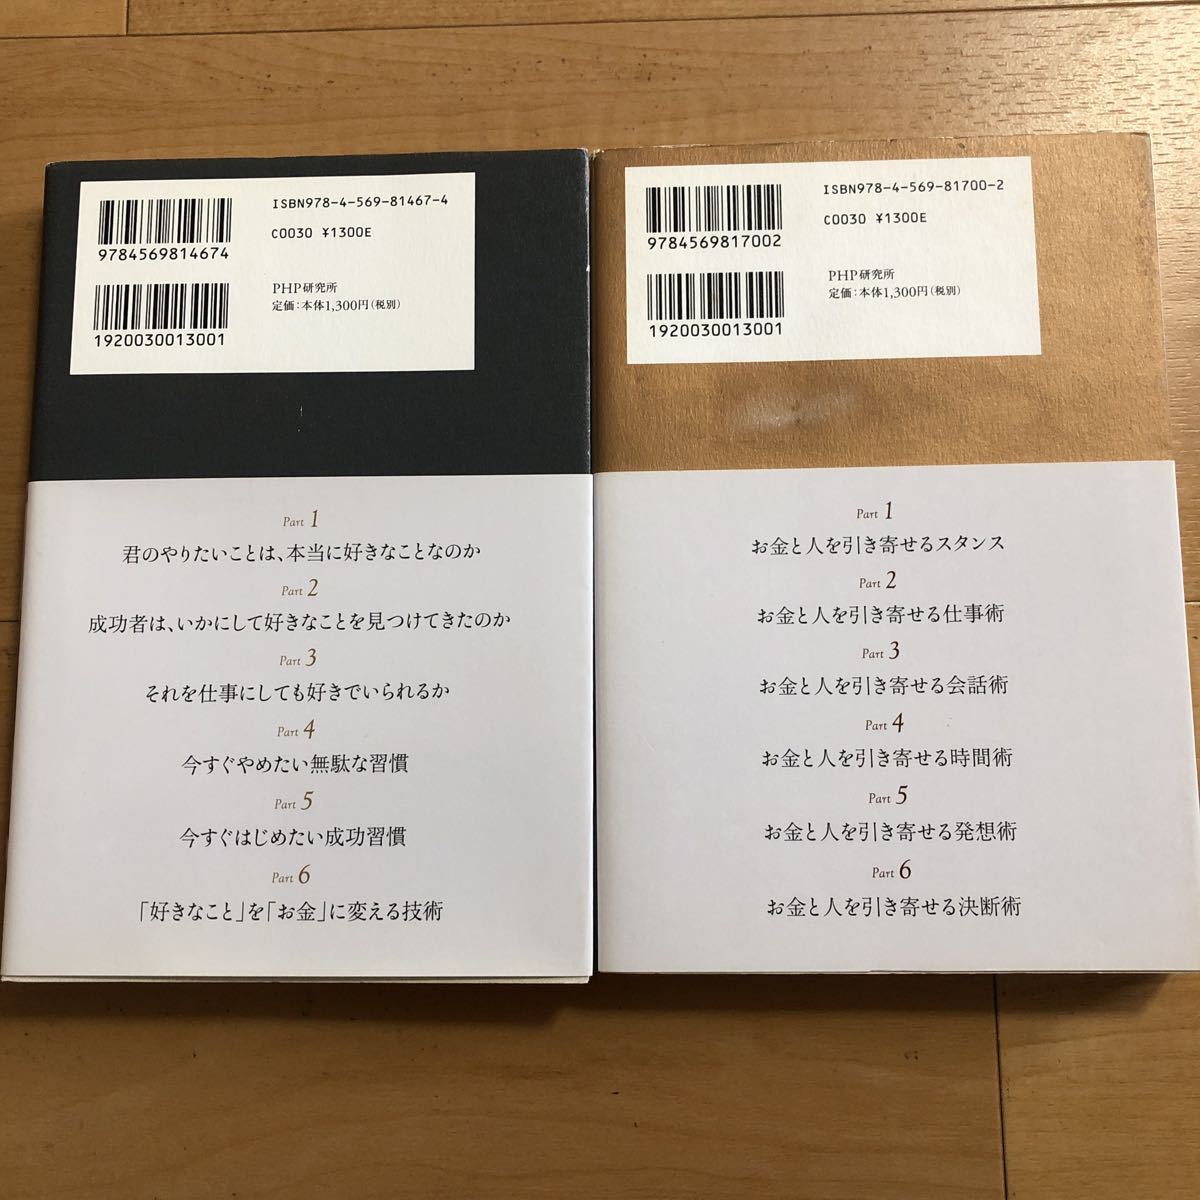 ISBN978-4-569-81467-4
C0030 ¥1300E
9784569814674
PHP研究所
定価:本体1,300円(税別)
1920030013001
Part 1
君のやりたいことは、本当に好きなことなのか
Part 2
成功者は、いかにして好きなことを見つけてきたのか
Part 3
それを仕事にしても好きでいられるか
Part 4
今すぐやめたい無駄な習慣
Part 5
今すぐはじめたい成功習慣
Part 6
「好きなこと」を「お金」に変える技術
ISBN978-4-569-81700-2
C0030 ¥1300E
9784569817002
PHP研究所
定価:本体1,300円(税別)
1920030013001
Part 1
お金と人を引き寄せるスタンス
Part 2
お金と人を引き寄せる仕事術
Part 3
お金と人を引き寄せる会話術
Part 4
お金と人を引き寄せる時間術
Part 5
お金と人を引き寄せる発想術
Part 6
お金と人を引き寄せる決断術